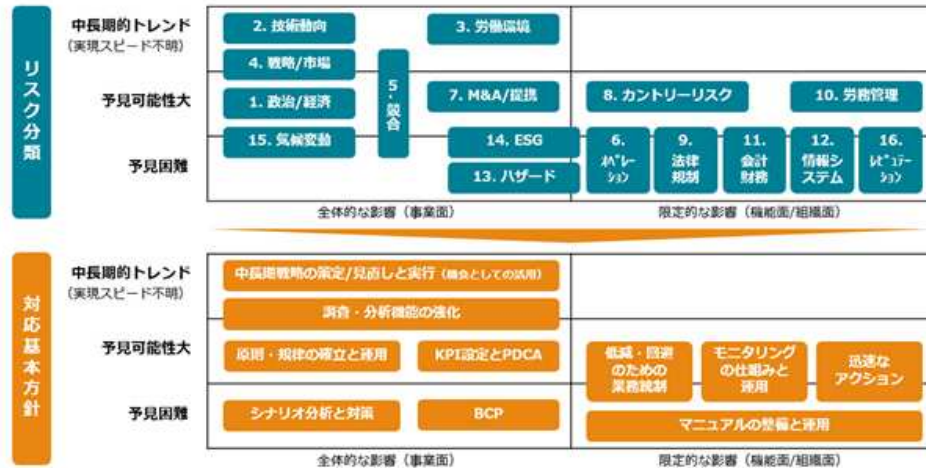 リスク分類
中長期的トレンド
(実現スピード不明)
予見可能性大
予見困難
2. 技術動向
3. 労働環境
4. 戦略/市場
5.競合
1. 政治/経済
7. M&A/提携
8. カントリーリスク
10. 労務管理
15. 気候変動
14. ESG
13. ハザード
6.
ｵﾍﾟﾚｰ
ｼｮﾝ
9.
法律
規制
11.
会計
財務
12.
情報シ
ステム
16.
ﾚﾋﾟｭﾃｰ
ｼｮﾝ
全体的な影響（事業面）
限定的な影響（機能面/組織面）
対応基本方針
中長期的トレンド
(実現スピード不明)
予見可能性大
予見困難
中長期戦略の策定/見直しと実行（機会としての活用）
調査・分析機能の強化
原則・規律の確立と運用
KPI設定とPDCA
低減・回避
のための
業務統制
モニタリング
の仕組みと
運用
迅速な
アクション
シナリオ分析と対策
BCP
マニュアルの整備と運用
全体的な影響（事業面）
限定的な影響（機能面/組織面）